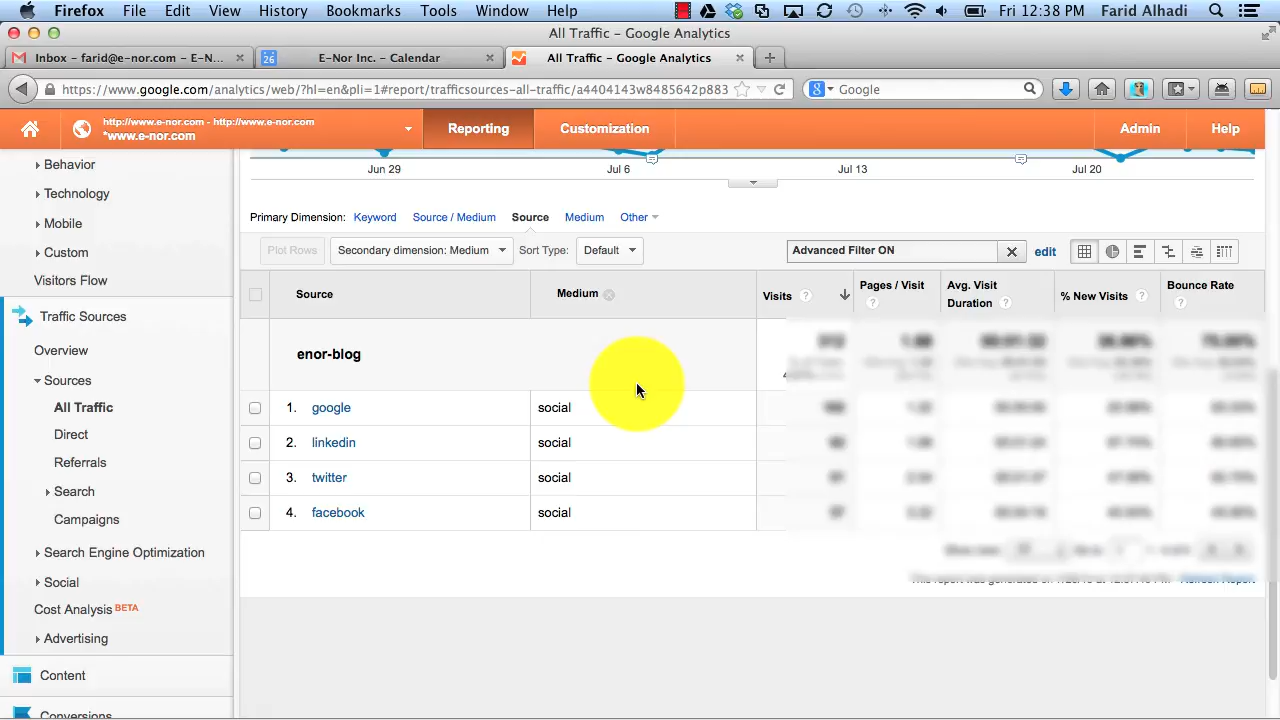 Firefox File Edit View History Bookmarks Tools Window Help Fri 12:38 PM Farid Alhadi
All Traffic – Google Analytics
Inbox – farid@e-nor.com – E-N... 26 E-Nor Inc. – Calendar All Traffic – Google Analytics
https://www.google.com/analytics/web/?hl=en&pli=1#report/trafficsources-all-traffic/a4404143w8485642p883 Google
http://www.e-nor.com - http://www.e-nor.com
*www.e-nor.com
Reporting Customization Admin Help
Behavior
Technology
Mobile
Custom
Visitors Flow
Traffic Sources
Overview
Sources
All Traffic
Direct
Referrals
Search
Campaigns
Search Engine Optimization
Social
Cost Analysis BETA
Advertising
Content
Conversions
Jun 29 Jul 6 Jul 13 Jul 20
Primary Dimension: Keyword Source / Medium Source Medium Other
Plot Rows Secondary dimension: Medium Sort Type: Default Advanced Filter ON edit
Source Medium Visits Pages / Visit Avg. Visit Duration % New Visits Bounce Rate
enor-blog
1. google social
2. linkedin social
3. twitter social
4. facebook social